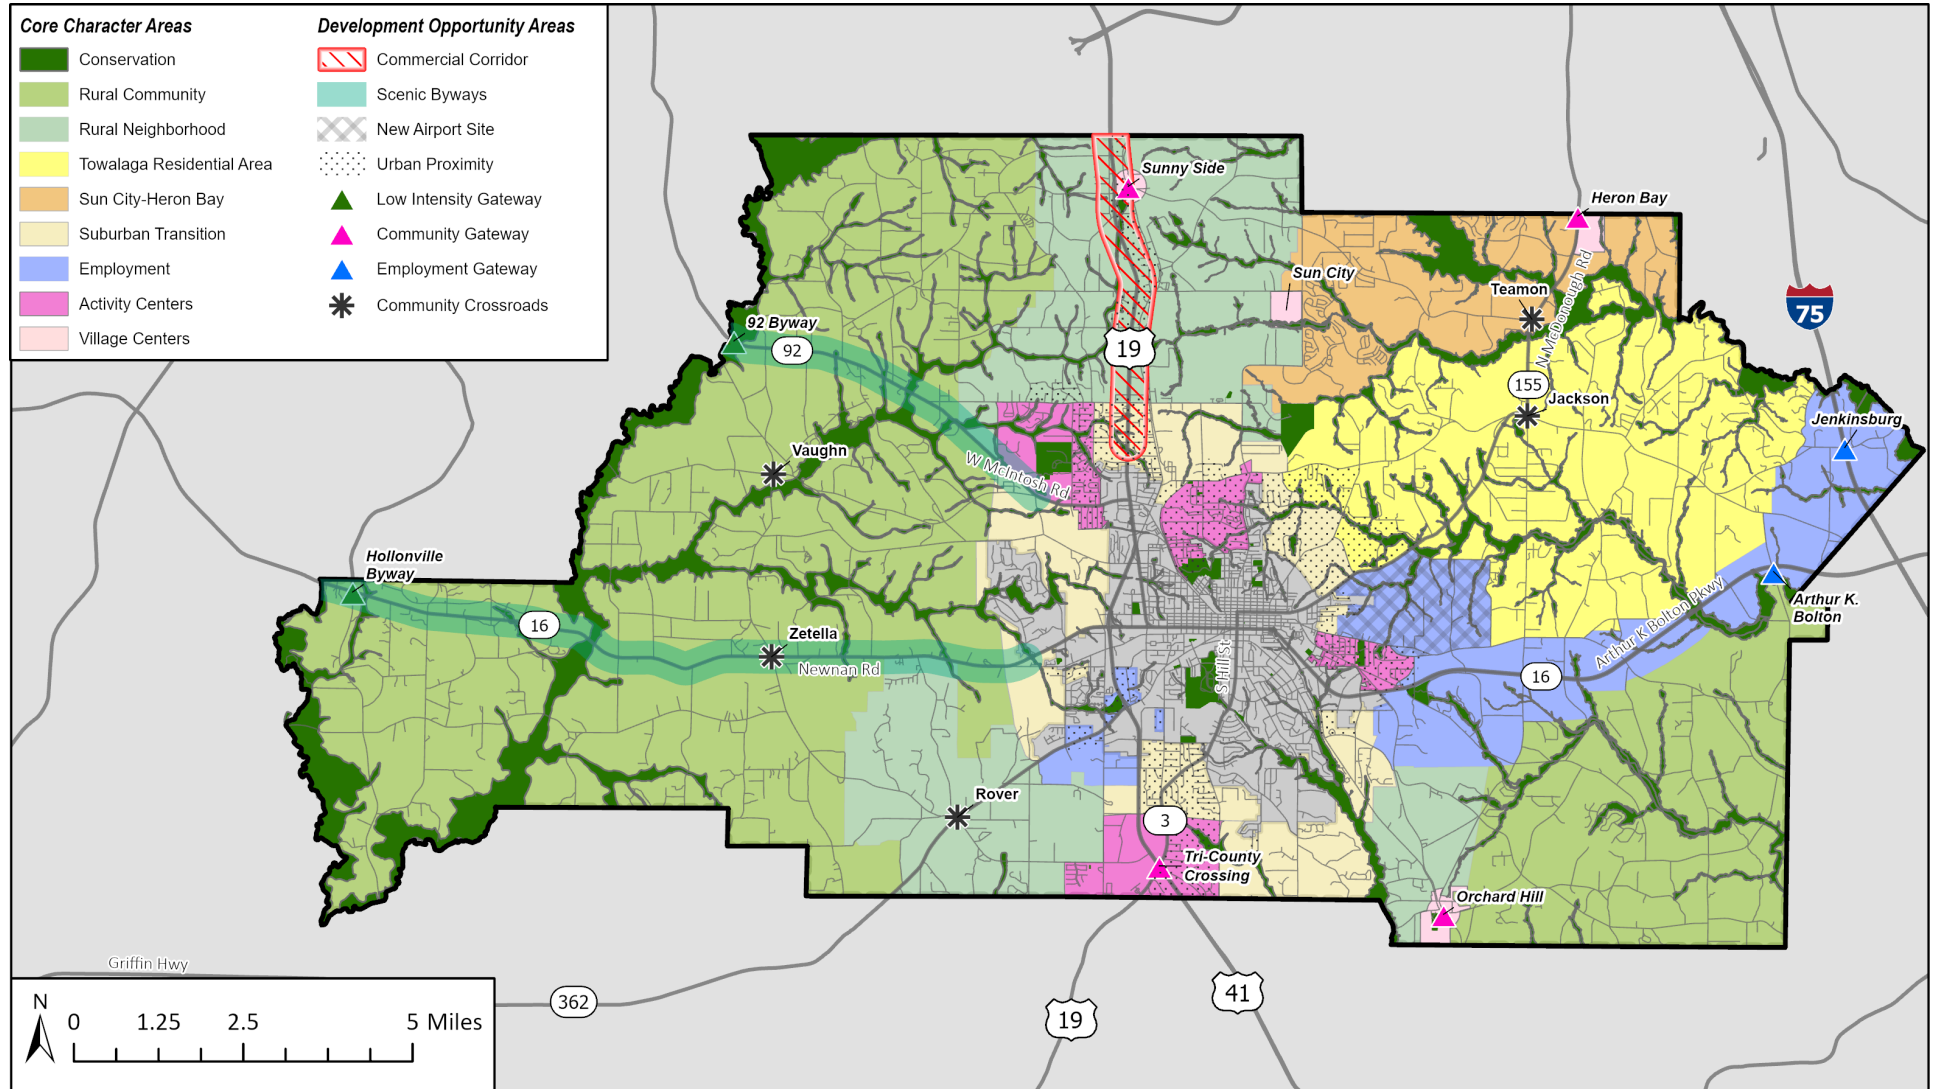 Core Character Areas
Conservation
Rural Community
Rural Neighborhood
Towalaga Residential Area
Sun City-Heron Bay
Suburban Transition
Employment
Activity Centers
Village Centers
Development Opportunity Areas
Commercial Corridor
Scenic Byways
New Airport Site
Urban Proximity
Low Intensity Gateway
Community Gateway
Employment Gateway
Community Crossroads
Sunny Side
Heron Bay
Sun City
Teamon
N McDonough Rd
75
92 Byway
92
19
155
Jackson
Jenkinsburg
Vaughn
W McIntosh Rd
Hollonville
Byway
16
Zetella
Newnan Rd
S Hill St
Arthur K Bolton Pkwy
Arthur K.
Bolton
16
Rover
3
Tri-County
Crossing
Orchard Hill
Griffin Hwy
362
19
41
N
0
1.25
2.5
5 Miles